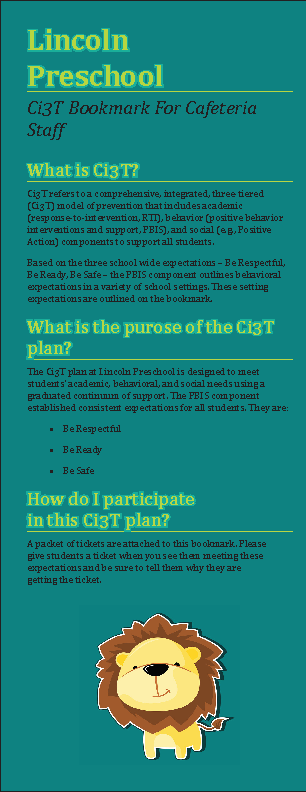 Lincoln
Preschool
Ci3T Bookmark For Cafeteria
Staff
What is Ci3T?
Ci3T refers to a comprehensive, integrated, three tiered
(Ci3T) model of prevention that includes academic
(response-to-intervention, RTI), behavior (positive behavior
interventions and support, PBIS), and social (e.g., Positive
Action) components to support all students.
Based on the three school wide expectations – Be Respectful,
Be Ready, Be Safe – the PBIS component outlines behavioral
expectations in a variety of school settings. These setting
expectations are outlined on the bookmark.
What is the purose of the Ci3T
plan?
The Ci3T plan at Lincoln Preschool is designed to meet
students' academic, behavioral, and social needs using a
graduated continuum of support. The PBIS component
established consistent expectations for all students. They are:
• Be Respectful
• Be Ready
• Be Safe
How do I participate
in this Ci3T plan?
A packet of tickets are attached to this bookmark. Please
give students a ticket when you see them meeting these
expectations and be sure to tell them why they are
getting the ticket.